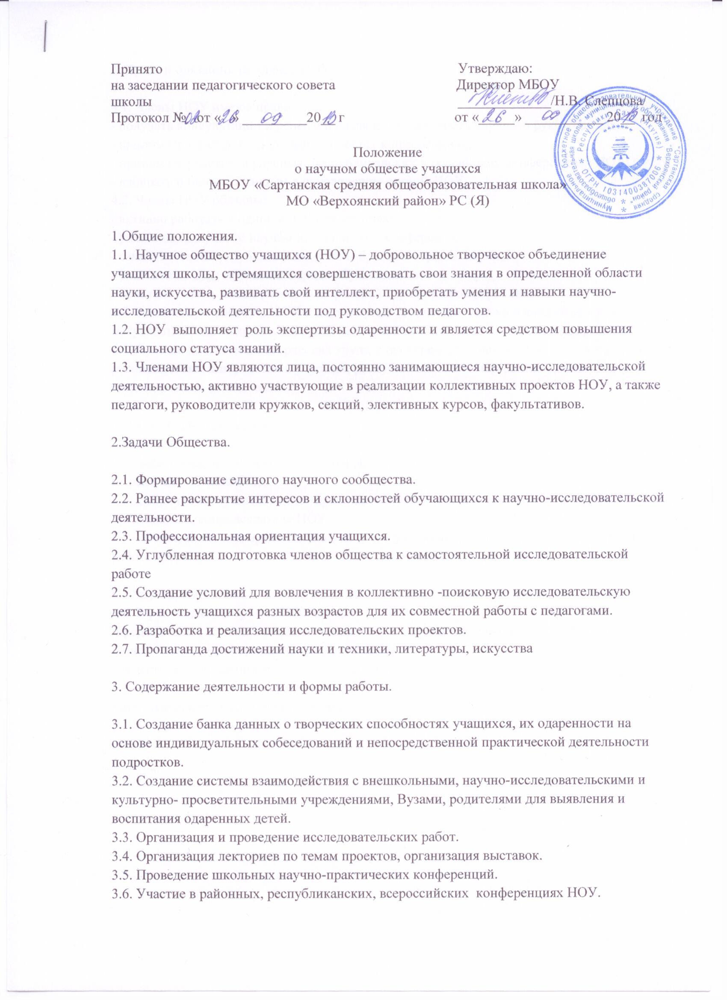 Принято Утверждаю:
на заседании педагогического совета Директор МБОУ
школы ____________/Н.В. Слепцова/
Протокол № 02 от «26» 09 2013 г от «26» 09 2013 год
Положение
о научном обществе учащихся
МБОУ «Сартанская средняя общеобразовательная школа»
МО «Верхоянский район» РС (Я)
1.Общие положения.
1.1. Научное общество учащихся (НОУ) – добровольное творческое объединение
учащихся школы, стремящихся совершенствовать свои знания в определенной области
науки, искусства, развивать свой интеллект, приобретать умения и навыки научно-
исследовательской деятельности под руководством педагогов.
1.2. НОУ выполняет роль экспертизы одаренности и является средством повышения
социального статуса знаний.
1.3. Членами НОУ являются лица, постоянно занимающиеся научно-исследовательской
деятельностью, активно участвующие в реализации коллективных проектов НОУ, а также
педагоги, руководители кружков, секций, элективных курсов, факультативов.
2.Задачи Общества.
2.1. Формирование единого научного сообщества.
2.2. Раннее раскрытие интересов и склонностей обучающихся к научно-исследовательской
деятельности.
2.3. Профессиональная ориентация учащихся.
2.4. Углубленная подготовка членов общества к самостоятельной исследовательской
работе
2.5. Создание условий для вовлечения в коллективно -поисковую исследовательскую
деятельность учащихся разных возрастов для их совместной работы с педагогами.
2.6. Разработка и реализация исследовательских проектов.
2.7. Пропаганда достижений науки и техники, литературы, искусства
3. Содержание деятельности и формы работы.
3.1. Создание банка данных о творческих способностях учащихся, их одаренности на
основе индивидуальных собеседований и непосредственной практической деятельности
подростков.
3.2. Создание системы взаимодействия с внешкольными, научно-исследовательскими и
культурно- просветительными учреждениями, Вузами, родителями для выявления и
воспитания одаренных детей.
3.3. Организация и проведение исследовательских работ.
3.4. Организация лекториев по темам проектов, организация выставок.
3.5. Проведение школьных научно-практических конференций.
3.6. Участие в районных, республиканских, всероссийских конференциях НОУ.
Муниципальное бюджетное общеобразовательное учреждение "Сартанская средняя
общеобразовательная школа" муниципального образования "Верхоянский район"
Республики Саха (Якутия) * ОГРН 1031400387006 *